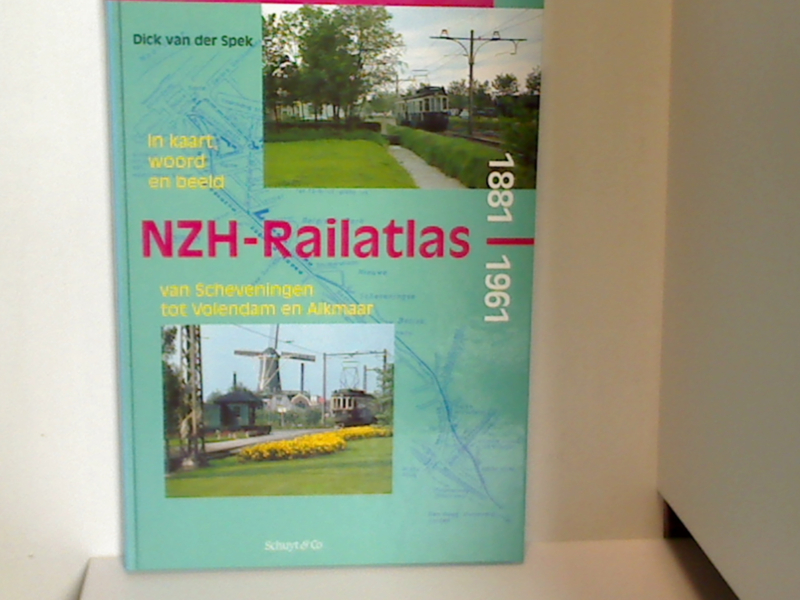 Dick van der Spek
In kaart,
woord
en beeld
NZH-Railatlas
1881 | 1961
van Scheveningen
tot Volendam en Alkmaar
Schuyt & Co